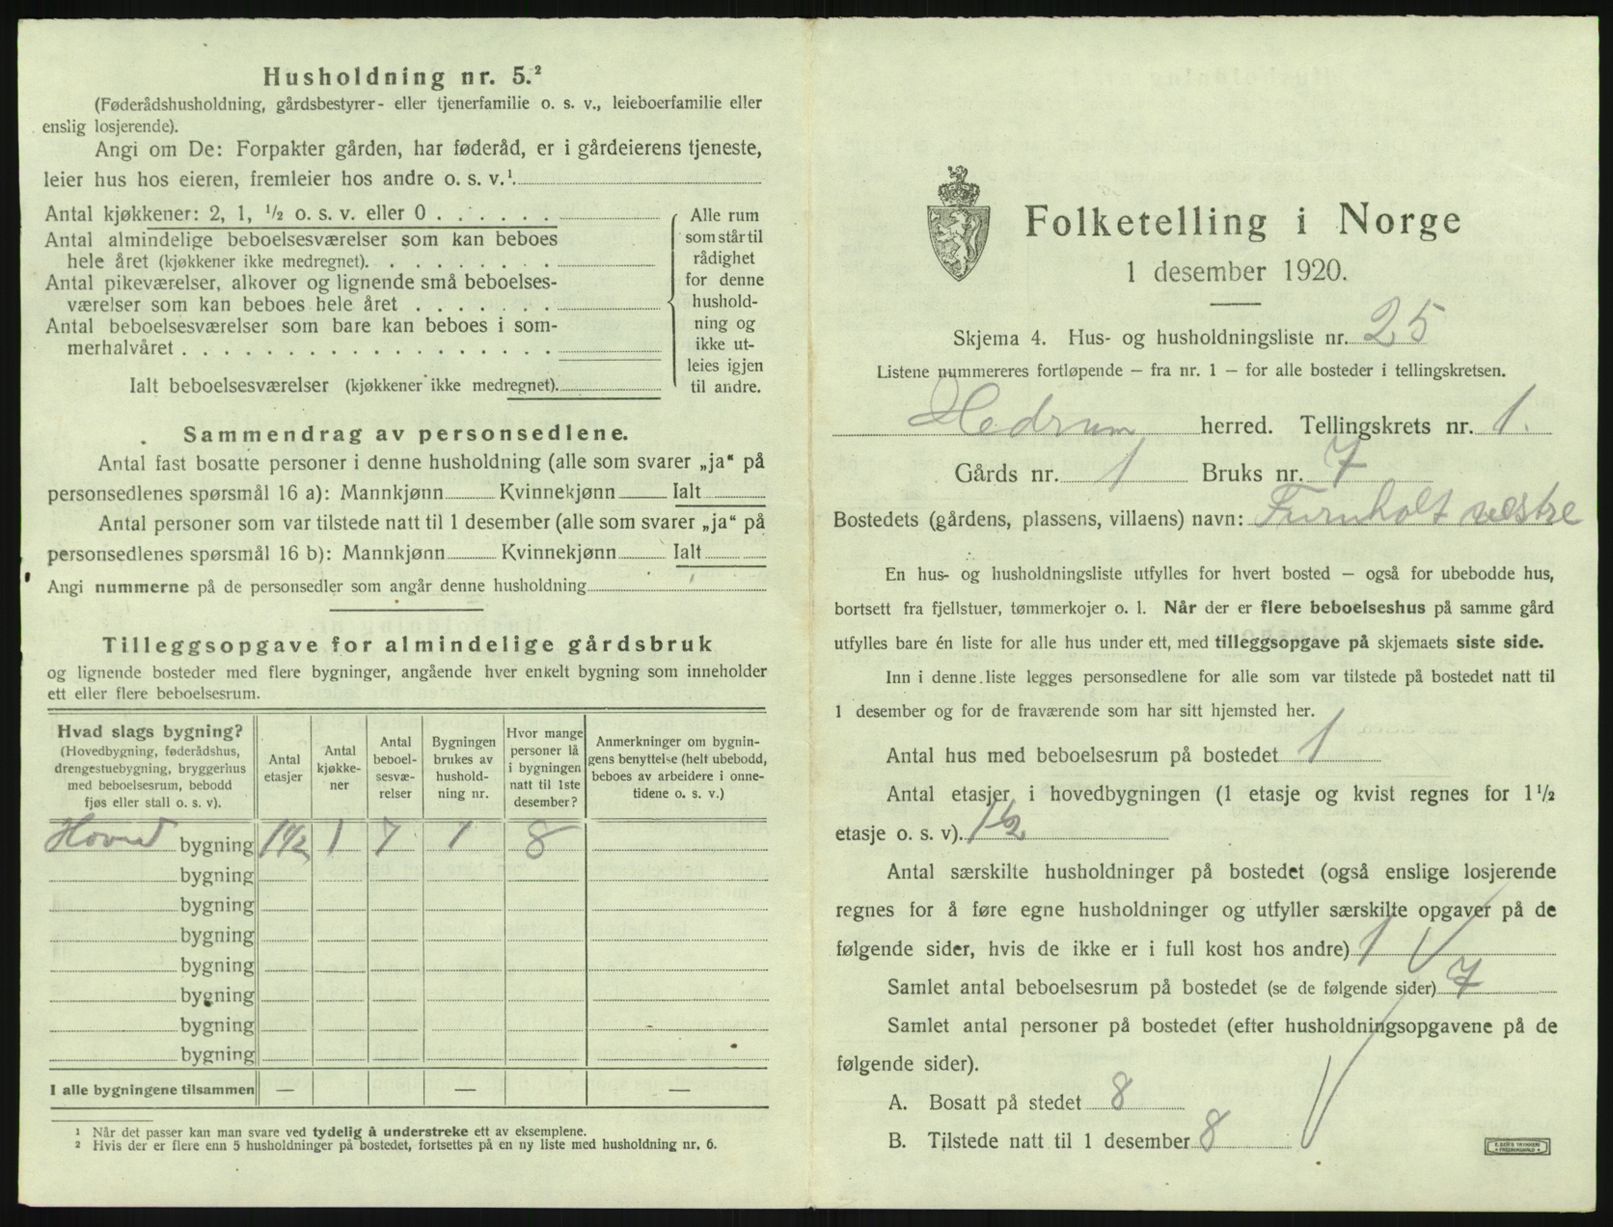 Husholdning nr. 5.²
(Føderådshusholdning, gårdsbestyrer- eller tjenerfamilie o. s. v., leieboerfamilie eller
enslig losjerende).
Angi om De: Forpakter gården, har føderåd, er i gårdeierens tjeneste,
leier hus hos eieren, fremleier hos andre o. s. v.¹.
Antal kjøkkener: 2, 1, ½ o. s. v. eller 0 . . . . . .
Antal almindelige beboelsesværelser som kan beboes
hele året (kjøkkener ikke medregnet). . . . . . . .
Antal pikeværelser, alkover og lignende små beboelses-
værelser som kan beboes hele året . . . . . . .
Antal beboelsesværelser som bare kan beboes i som-
merhalvåret . . . . . . . . . . . . . . . . . .
Ialt beboelsesværelser (kjøkkener ikke medregnet).
Alle rum
som står til
rådighet
for denne
hushold-
ning og
ikke ut-
leies igjen
til andre.
Sammendrag av personsedlene.
Antal fast bosatte personer i denne husholdning (alle som svarer „ja“ på
personsedlenes spørsmål 16 a): Mannkjønn Kvinnekjønn Ialt
Antal personer som var tilstede natt til 1 desember (alle som svarer „ja“ på
personsedlenes spørsmål 16 b): Mannkjønn Kvinnekjønn Ialt
Angi nummerne på de personsedler som angår denne husholdning
Tilleggsopgave for almindelige gårdsbruk
og lignende bosteder med flere bygninger, angående hver enkelt bygning som inneholder
ett eller flere beboelsesrum.
Hvad slags bygning?
(Hovedbygning, føderådshus,
drengestuebygning, bryggerhus
med beboelsesrum, bebodd
fjøs eller stall o. s. v).
Antal
etasjer
Antal
kjøkke-
ner
Antal
beboel-
sesvæ-
relser
Bygningen
brukes av
hushold-
ning nr.
Hvor mange
personer lå
i bygningen
natt til 1ste
desember?
Anmerkninger om bygnin-
gens benyttelse (helt ubebodd,
beboes av arbeidere i onne-
tidene o. s. v.)
Hoved bygning 1½ 1 7 1 8
bygning
bygning
bygning
bygning
bygning
bygning
bygning
I alle bygningene tilsammen — — —
¹ Når det passer kan man svare ved tydelig å understreke ett av eksemplene.
² Hvis der er flere enn 5 husholdninger på bostedet, fortsettes på en ny liste med husholdning nr. 6.
Folketelling i Norge
1 desember 1920.
Skjema 4. Hus- og husholdningsliste nr. 25
Listene nummereres fortløpende — fra nr. 1 — for alle bosteder i tellingskretsen.
Hedrum herred. Tellingskrets nr. 1.
Gårds nr. 1 Bruks nr. 7
Bostedets (gårdens, plassens, villaens) navn: Furuholt vestre
En hus- og husholdningsliste utfylles for hvert bosted — også for ubebodde hus,
bortsett fra fjellstuer, tømmerkojer o. l. Når der er flere beboelseshus på samme gård
utfylles bare én liste for alle hus under ett, med tilleggsopgave på skjemaets siste side.
Inn i denne liste legges personsedlene for alle som var tilstede på bostedet natt til
1 desember og for de fraværende som har sitt hjemsted her.
Antal hus med beboelsesrum på bostedet 1
Antal etasjer i hovedbygningen (1 etasje og kvist regnes for 1½
etasje o. s. v). 1½
Antal særskilte husholdninger på bostedet (også enslige losjerende
regnes for å føre egne husholdninger og utfyller særskilte opgaver på de
følgende sider, hvis de ikke er i full kost hos andre) 1
Samlet antal beboelsesrum på bostedet (se de følgende sider) 7
Samlet antal personer på bostedet (efter husholdningsopgavene på de
følgende sider).
A. Bosatt på stedet 8
B. Tilstede natt til 1 desember 8